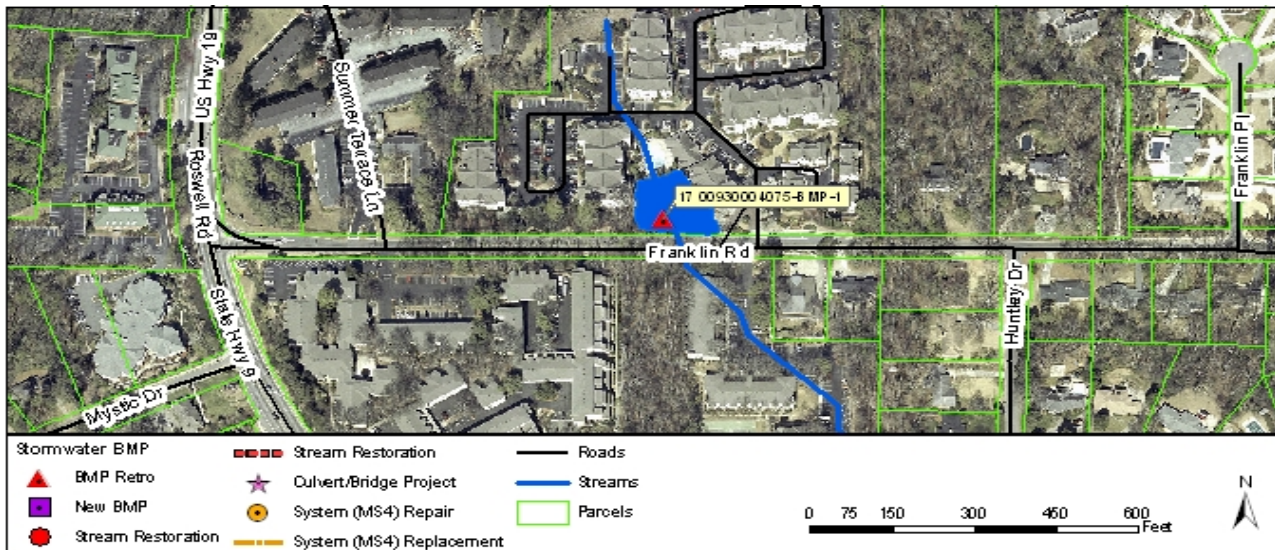 US Hwy 19
Roswell Rd
Summer Terrace Ln
Franklin Pl
17 00930004075-BMP-1
Franklin Rd
Huntley Dr
State Hwy 9
Mystic Dr
Stormwater BMP
BMP Retro
New BMP
Stream Restoration
Stream Restoration
Culvert/Bridge Project
System (MS4) Repair
System (MS4) Replacement
Roads
Streams
Parcels
0 75 150 300 450 600
Feet
N